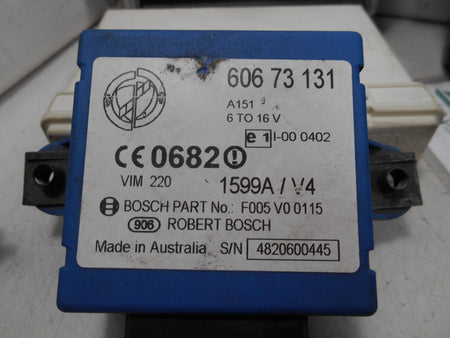 606 73 131
A151
6 TO 16 V
e1 I-00 0402
CE 0682
VIM 220 1599A / V4
BOSCH PART No.: F005 V0 0115
906 ROBERT BOSCH
Made in Australia S/N 4820600445